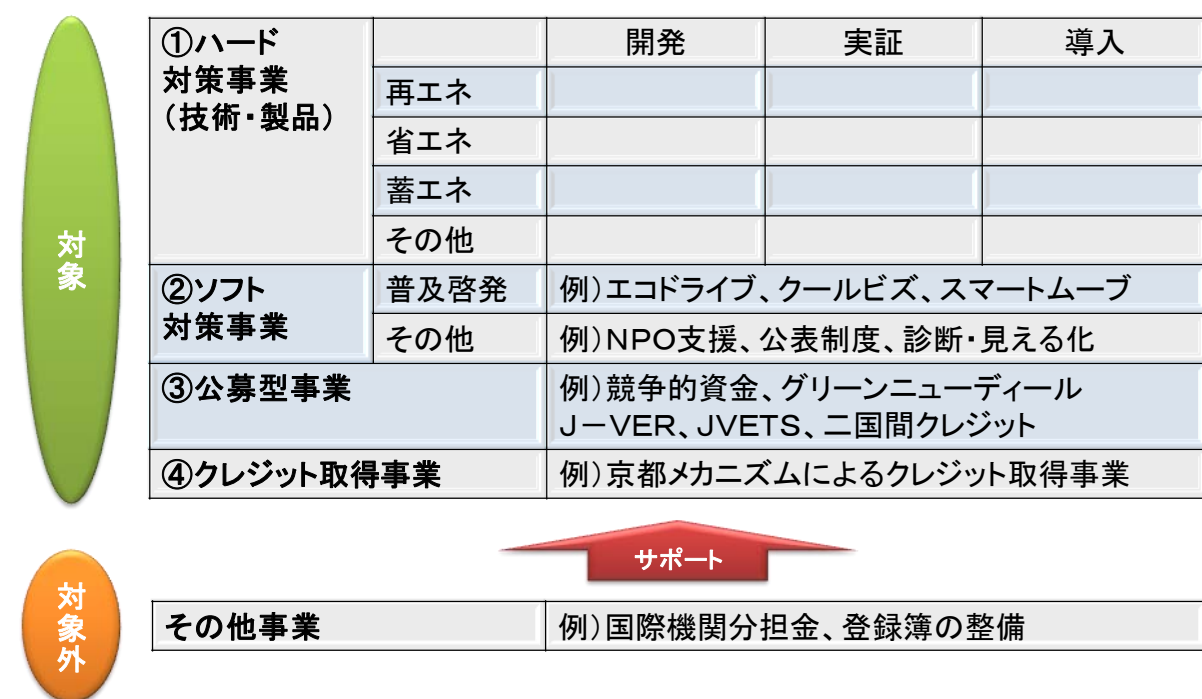 対象
①ハード
対策事業
（技術・製品）
開発 実証 導入
再エネ
省エネ
蓄エネ
その他
②ソフト
対策事業
普及啓発 例）エコドライブ、クールビズ、スマートムーブ
その他 例）ＮＰＯ支援、公表制度、診断・見える化
③公募型事業 例）競争的資金、グリーンニューディール
Ｊ－ＶＥＲ、ＪＶＥＴＳ、二国間クレジット
④クレジット取得事業 例）京都メカニズムによるクレジット取得事業
サポート
対象外
その他事業 例）国際機関分担金、登録簿の整備